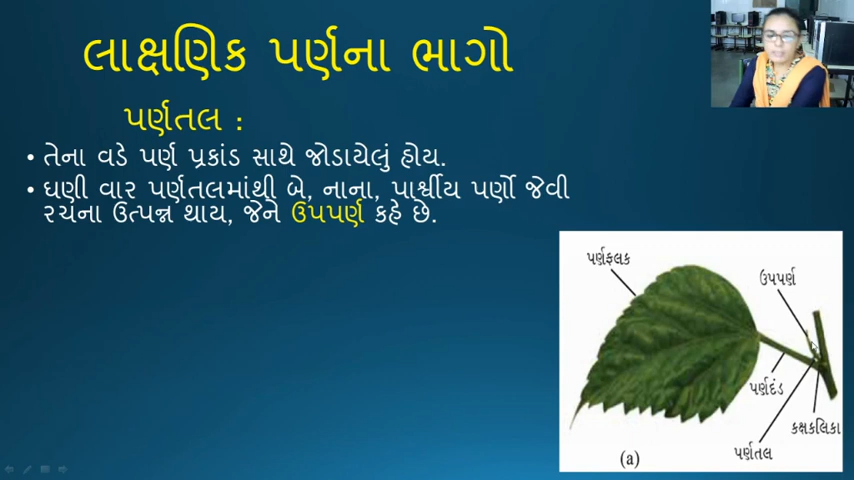 લાક્ષણિક પર્ણના ભાગો
પર્ણતલ :
• તેના વડે પર્ણ પ્રકાંડ સાથે જોડાયેલું હોય.
• ઘણી વાર પર્ણતલમાંથી બે, નાના, પાર્શ્વીય પર્ણો જેવી
રચના ઉત્પન્ન થાય, જેને ઉપપર્ણ કહે છે.
પર્ણફલક
ઉપપર્ણ
પર્ણદંડ
કક્ષકલિકા
પર્ણતલ
(a)